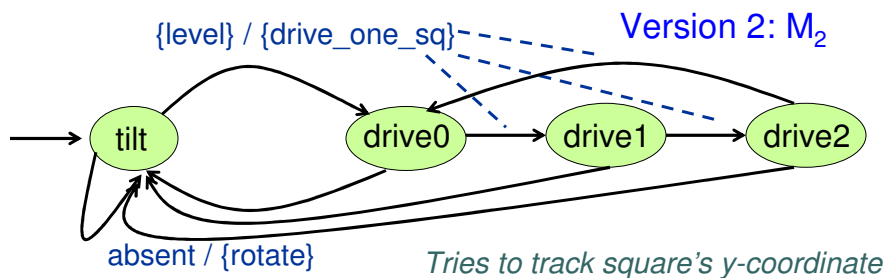 {level} / {drive_one_sq}
Version 2: M₂
tilt
drive0
drive1
drive2
absent / {rotate}
Tries to track square's y-coordinate